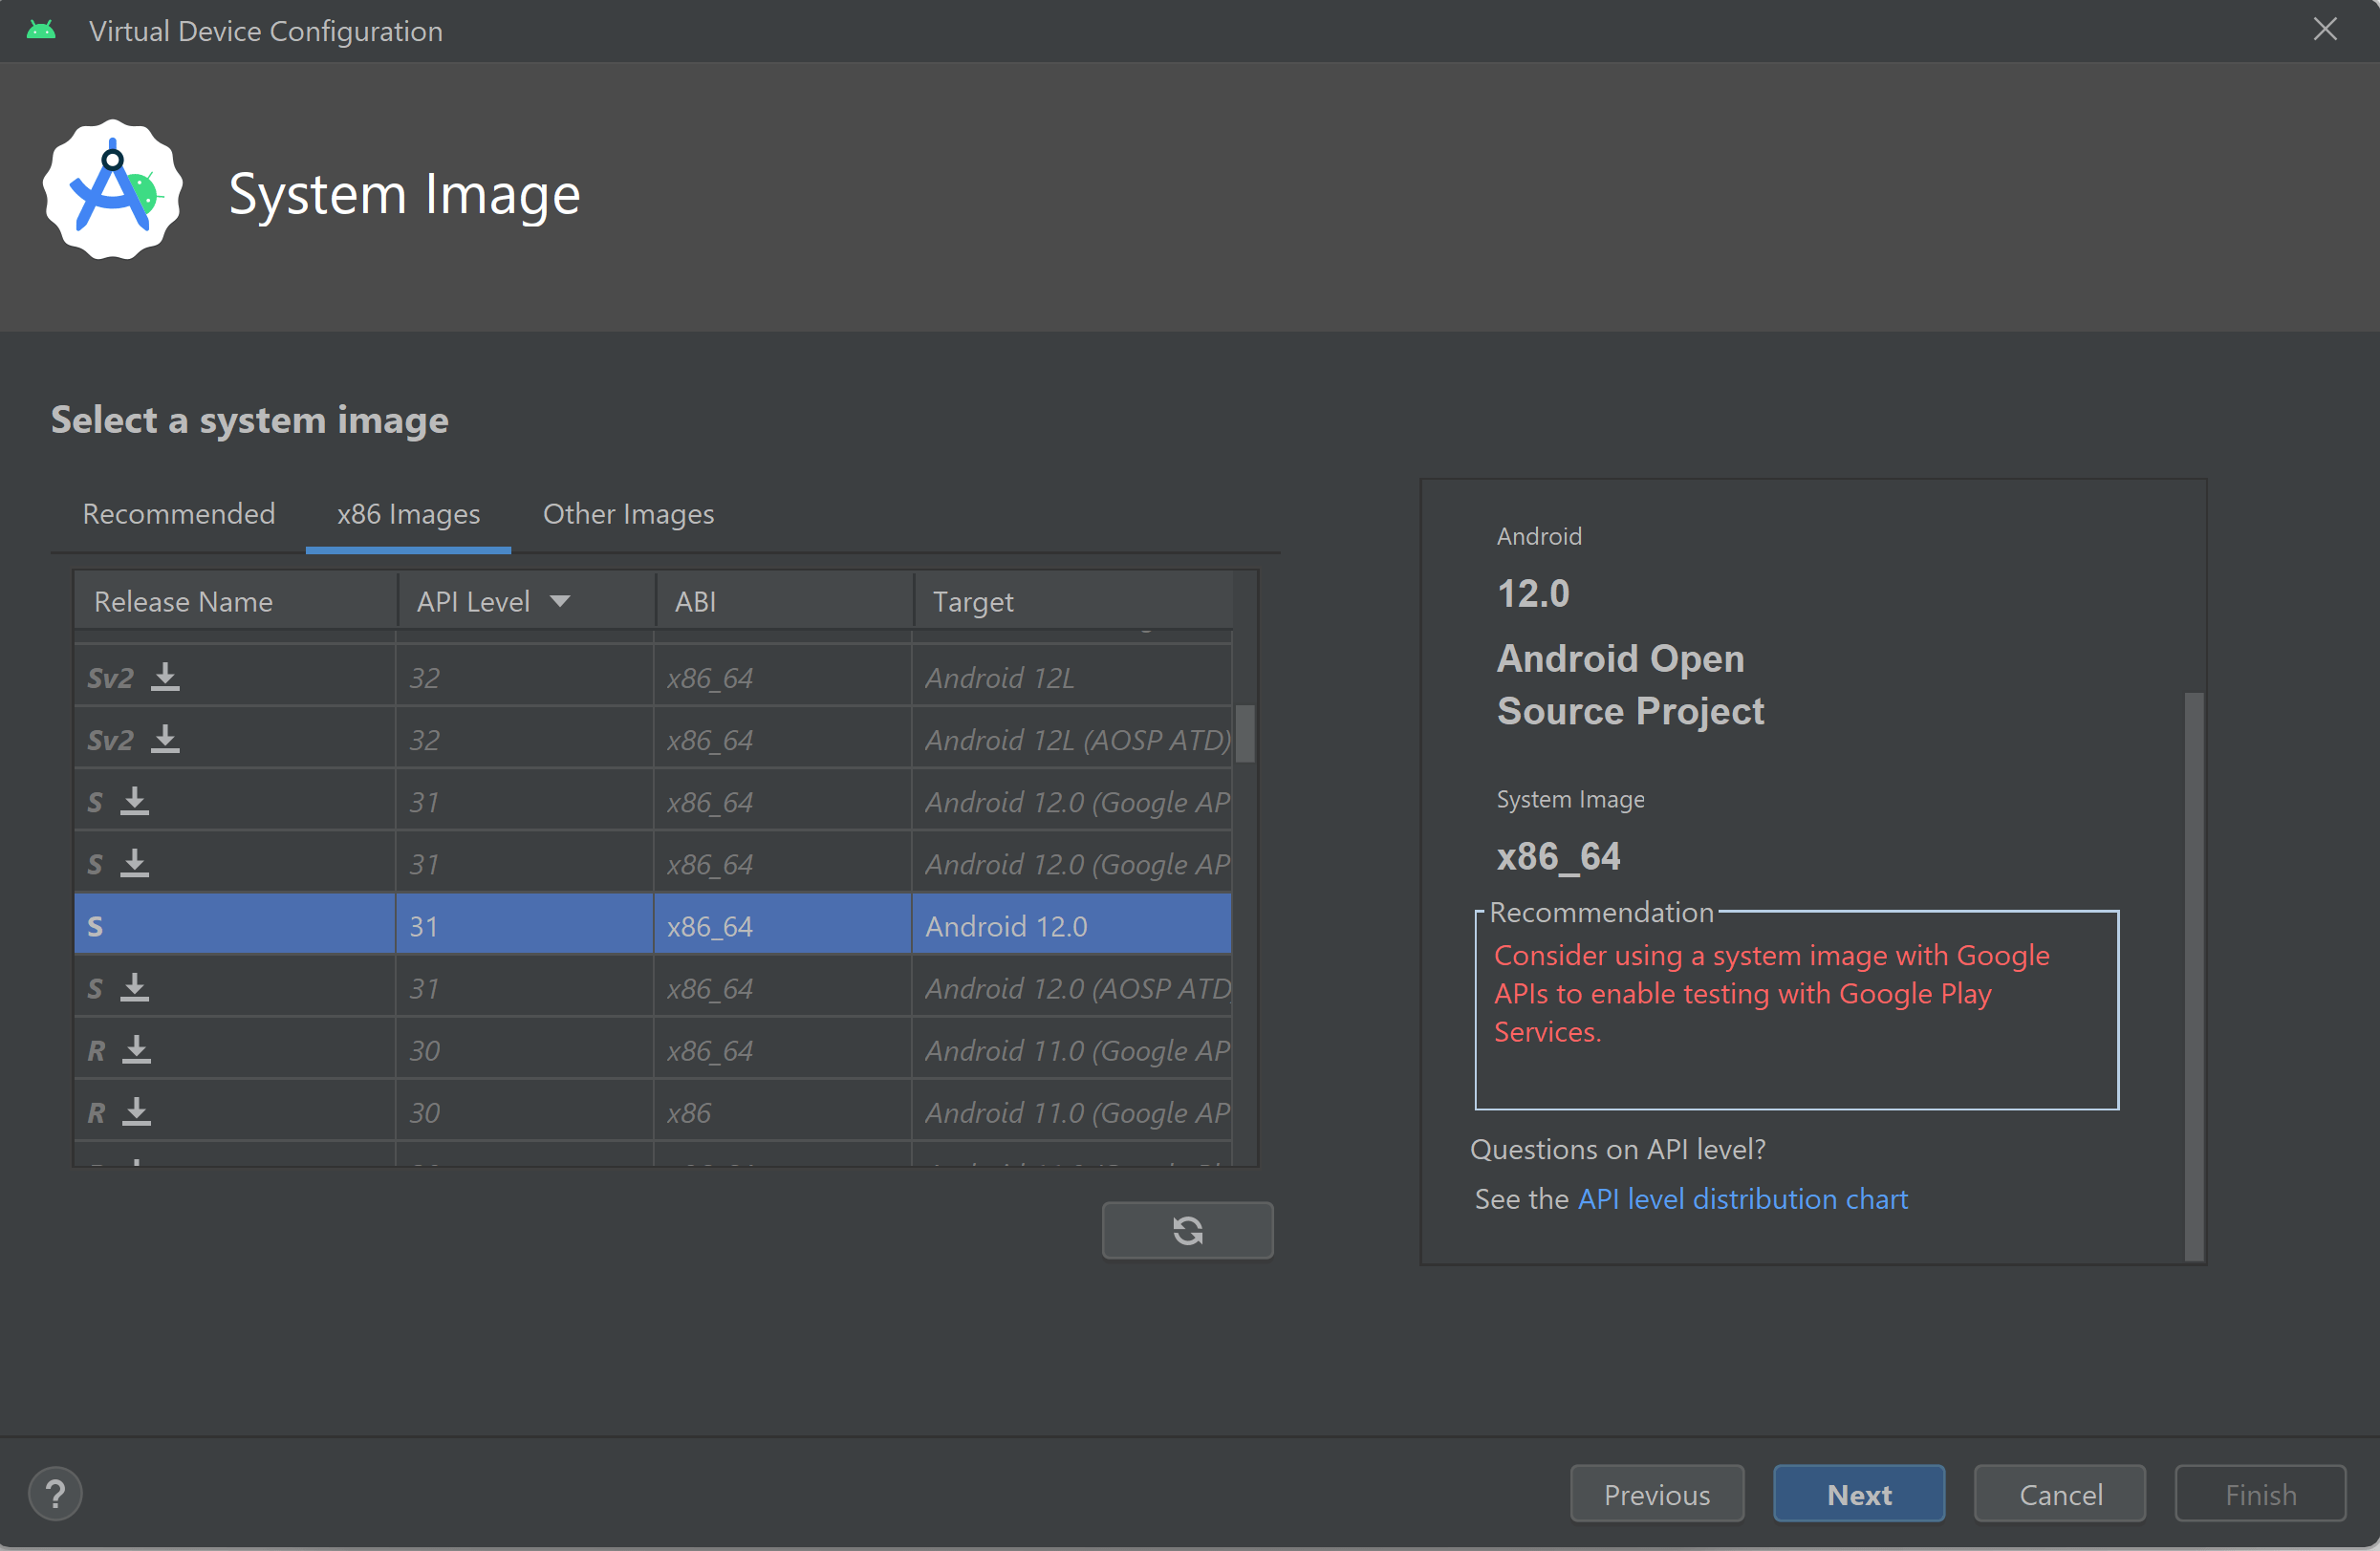 Virtual Device Configuration
System Image
Select a system image
Recommended x86 Images Other Images
Release Name API Level ABI Target
Sv2 32 x86_64 Android 12L
Sv2 32 x86_64 Android 12L (AOSP ATD)
S 31 x86_64 Android 12.0 (Google AP
S 31 x86_64 Android 12.0 (Google AP
S 31 x86_64 Android 12.0
S 31 x86_64 Android 12.0 (AOSP ATD
R 30 x86_64 Android 11.0 (Google AP
R 30 x86 Android 11.0 (Google AP
Android
12.0
Android Open
Source Project
System Image
x86_64
Recommendation
Consider using a system image with Google
APIs to enable testing with Google Play
Services.
Questions on API level?
See the API level distribution chart
? Previous Next Cancel Finish